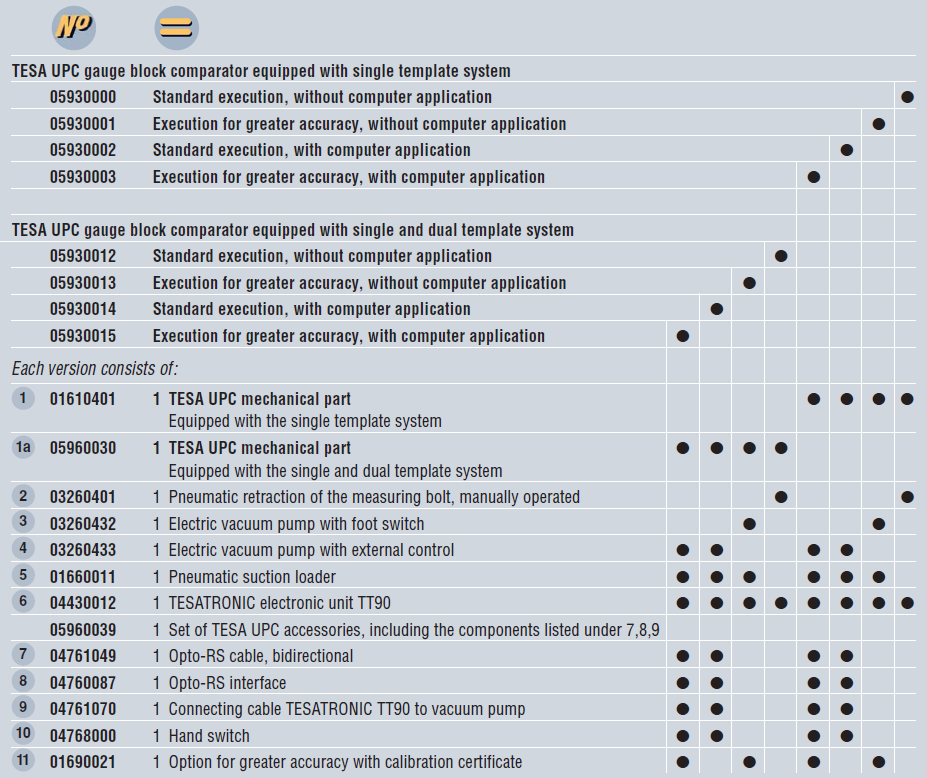 Nº =
TESA UPC gauge block comparator equipped with single template system
05930000 Standard execution, without computer application ●
05930001 Execution for greater accuracy, without computer application ●
05930002 Standard execution, with computer application ●
05930003 Execution for greater accuracy, with computer application ●
TESA UPC gauge block comparator equipped with single and dual template system
05930012 Standard execution, without computer application ●
05930013 Execution for greater accuracy, without computer application ●
05930014 Standard execution, with computer application ●
05930015 Execution for greater accuracy, with computer application ●
Each version consists of:
1 01610401 1 TESA UPC mechanical part ● ● ● ●
Equipped with the single template system
1a 05960030 1 TESA UPC mechanical part ● ● ● ●
Equipped with the single and dual template system
2 03260401 1 Pneumatic retraction of the measuring bolt, manually operated ● ●
3 03260432 1 Electric vacuum pump with foot switch ● ●
4 03260433 1 Electric vacuum pump with external control ● ● ● ●
5 01660011 1 Pneumatic suction loader ● ● ● ● ● ●
6 04430012 1 TESATRONIC electronic unit TT90 ● ● ● ● ● ● ● ●
05960039 1 Set of TESA UPC accessories, including the components listed under 7,8,9
7 04761049 1 Opto-RS cable, bidirectional ● ● ● ●
8 04760087 1 Opto-RS interface ● ● ● ●
9 04761070 1 Connecting cable TESATRONIC TT90 to vacuum pump ● ● ● ●
10 04768000 1 Hand switch ● ● ● ●
11 01690021 1 Option for greater accuracy with calibration certificate ● ● ● ●